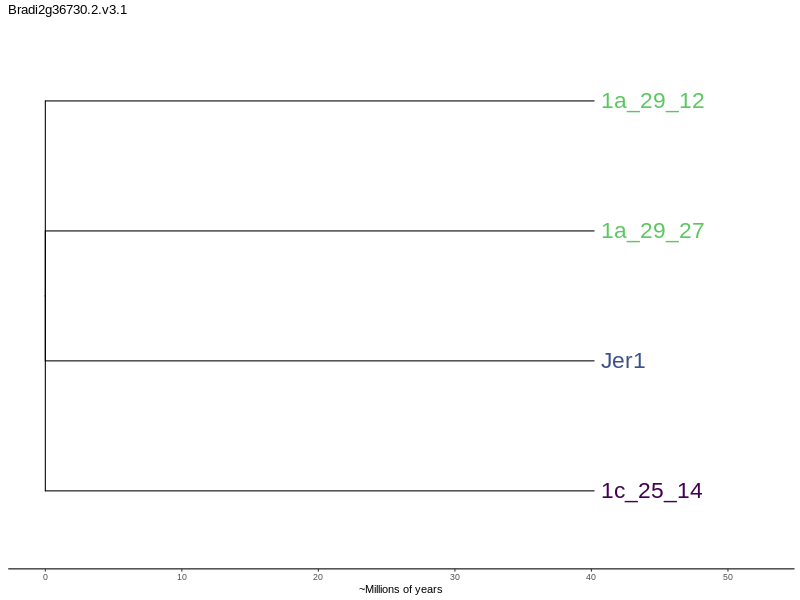 Bradi2g36730.2.v3.1
1a_29_12
1a_29_27
Jer1
1c_25_14
0 10 20 30 40 50
~Millions of years